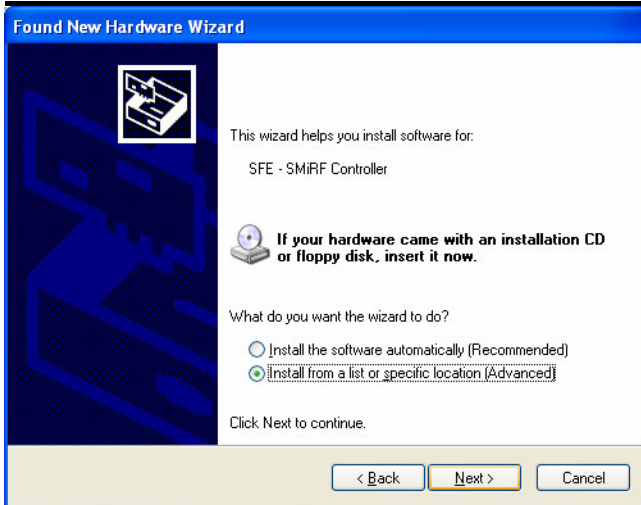 Found New Hardware Wizard
This wizard helps you install software for:
SFE - SMiRF Controller
If your hardware came with an installation CD
or floppy disk, insert it now.
What do you want the wizard to do?
Install the software automatically (Recommended)
Install from a list or specific location (Advanced)
Click Next to continue.
< Back Next > Cancel